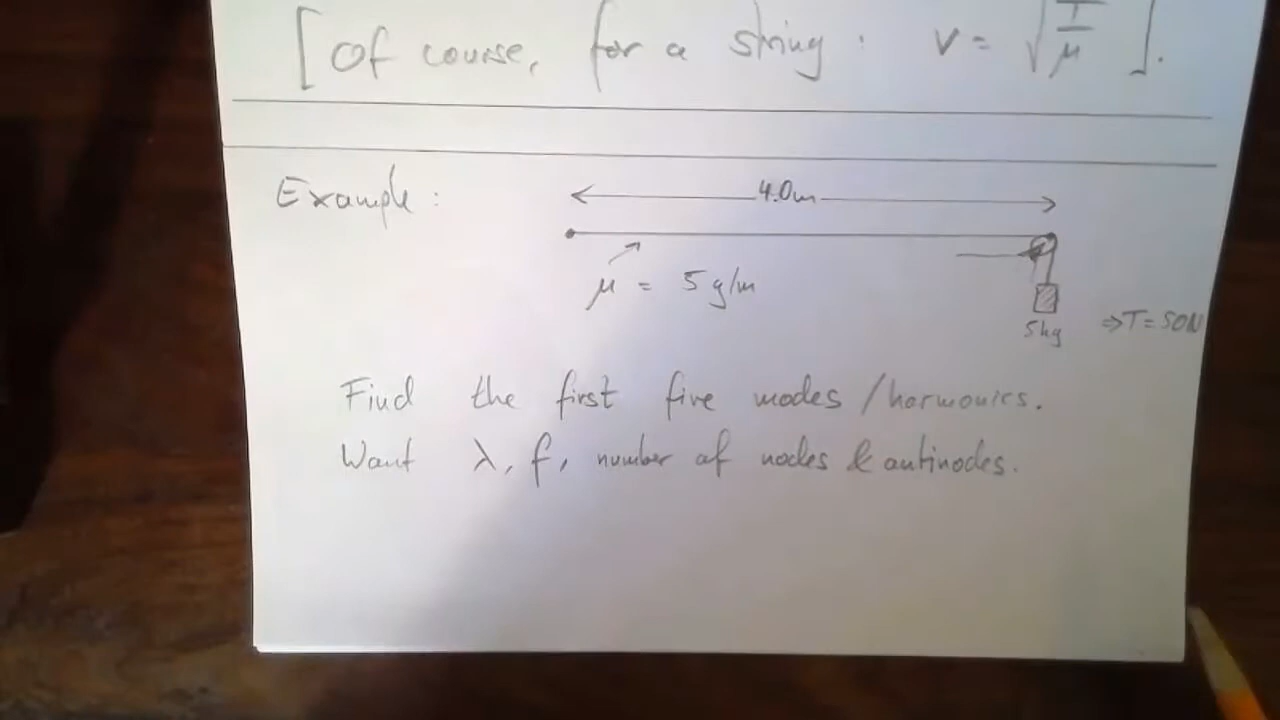 [Of course, for a string : v = √T/μ ].
Example :
4.0m
μ = 5 g/m
5kg
⇒T=50N
Find the first five modes /harmonics.
Want λ, f, number of nodes & antinodes.